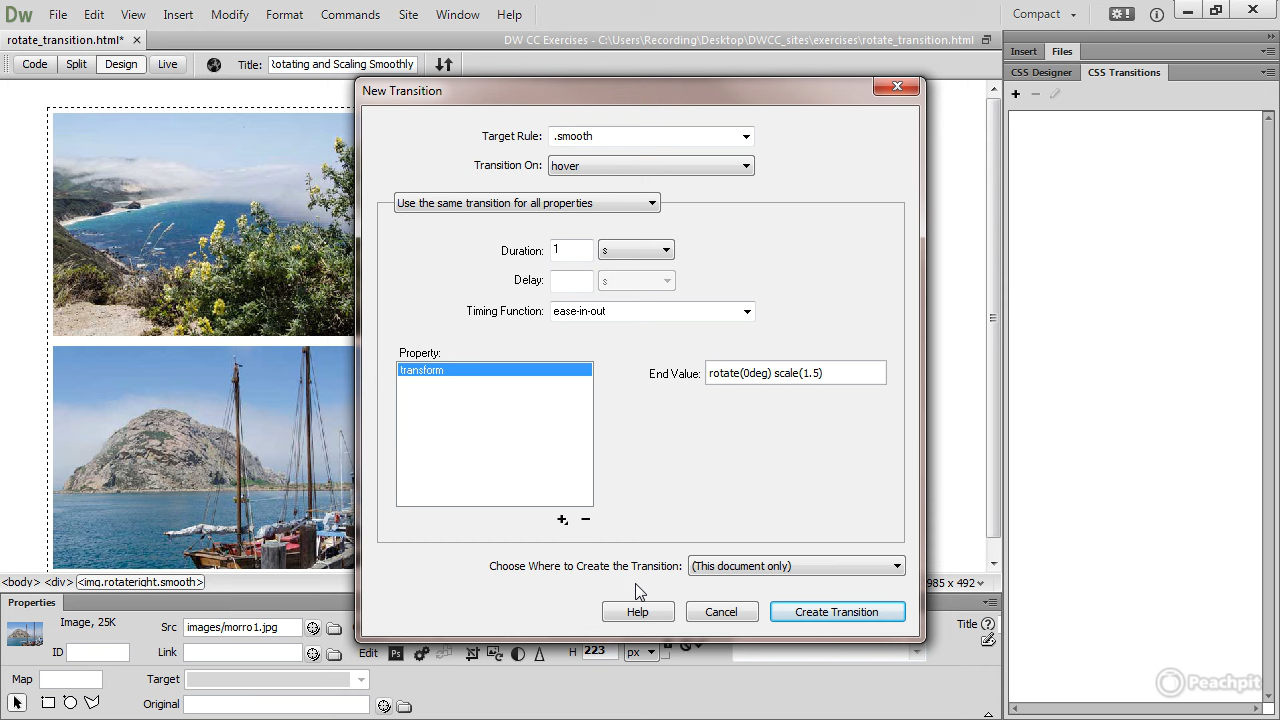 Dw File Edit View Insert Modify Format Commands Site Window Help Compact
rotate_transition.html* DW CC Exercises - C:\Users\Recording\Desktop\DWCC_sites\exercises\rotate_transition.html Insert Files
Code Split Design Live Title: Rotating and Scaling Smoothly CSS Designer CSS Transitions
New Transition
Target Rule: .smooth
Transition On: hover
Use the same transition for all properties
Duration: 1 s
Delay: s
Timing Function: ease-in-out
Property:
transform
End Value: rotate(0deg) scale(1.5)
Choose Where to Create the Transition: (This document only)
Help Cancel Create Transition
<body> <div> <img.rotateright.smooth> 985 x 492
Properties
Image, 25K Src images/morro1.jpg Title
ID Link Edit Ps H 223 px
Map Target
Original
Peachpit